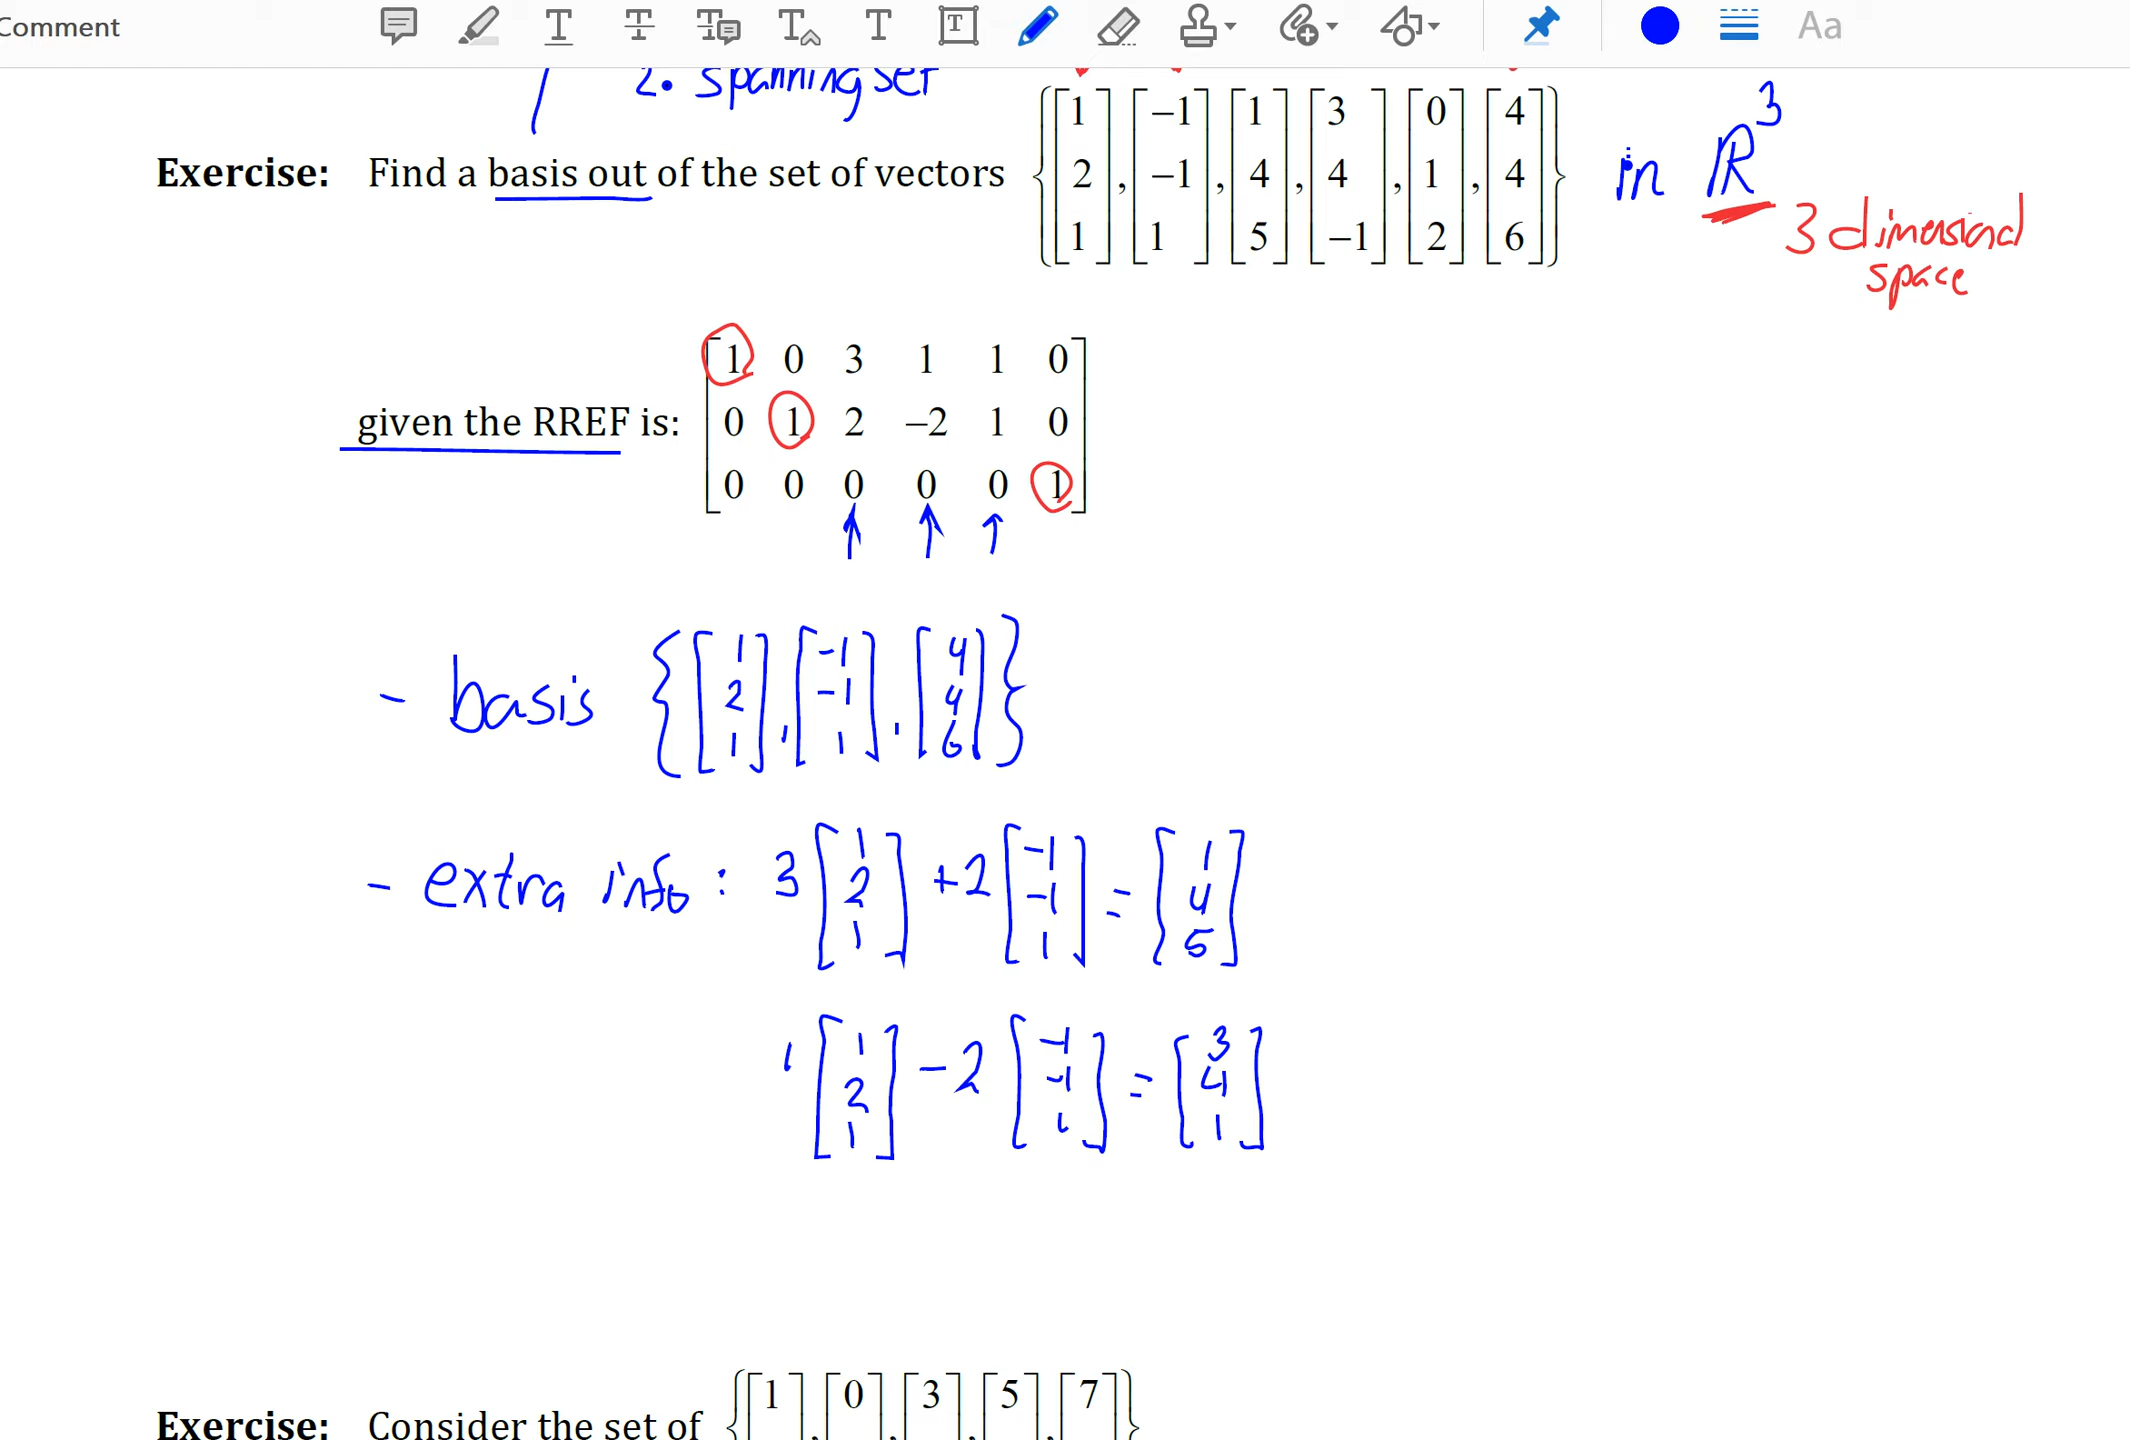 Comment
T T T T T T Aa
2. spanning set
Exercise: Find a basis out of the set of vectors {[1 2 1], [−1 −1 1], [1 4 5], [3 4 −1], [0 1 2], [4 4 6]} in R³
3 dimensional
space
given the RREF is:
1 0 3 1 1 0
0 1 2 −2 1 0
0 0 0 0 0 1
- basis {[1 2 1], [-1 -1 1], [4 4 6]}
- extra info : 3 [1 2 1] + 2 [-1 -1 1] = [1 4 5]
1 [1 2 1] - 2 [-1 -1 1] = [3 4 1]
Exercise: Consider the set of {[1], [0], [3], [5], [7]}